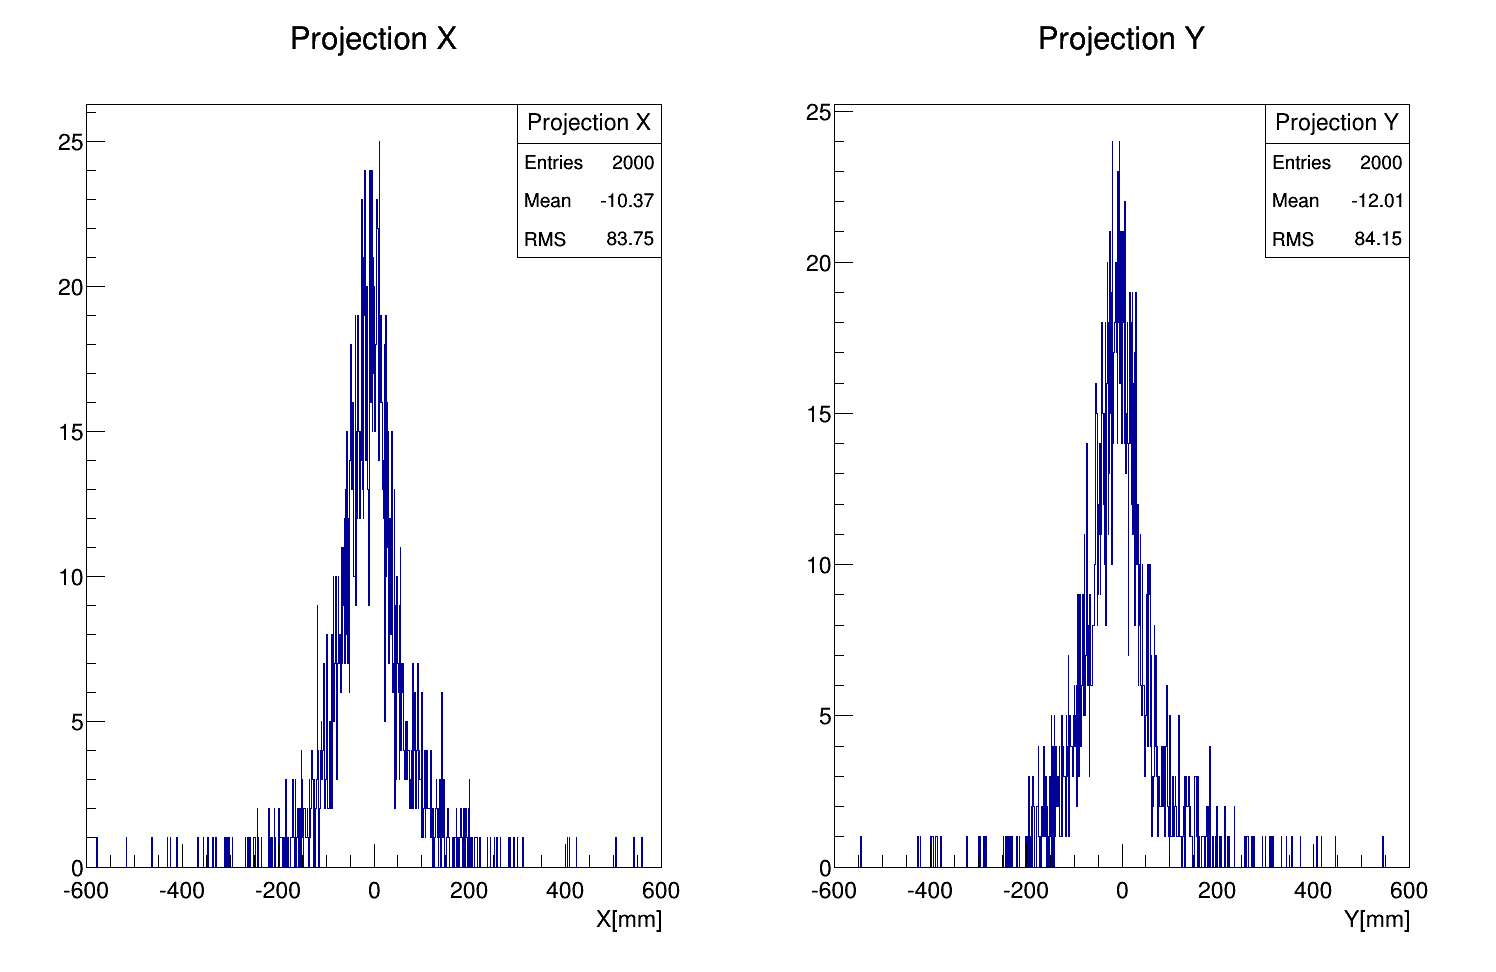 Projection X
Projection X
Entries 2000
Mean -10.37
RMS 83.75
25
20
15
10
5
0
-600 -400 -200 0 200 400 600
X[mm]
Projection Y
Projection Y
Entries 2000
Mean -12.01
RMS 84.15
25
20
15
10
5
0
-600 -400 -200 0 200 400 600
Y[mm]